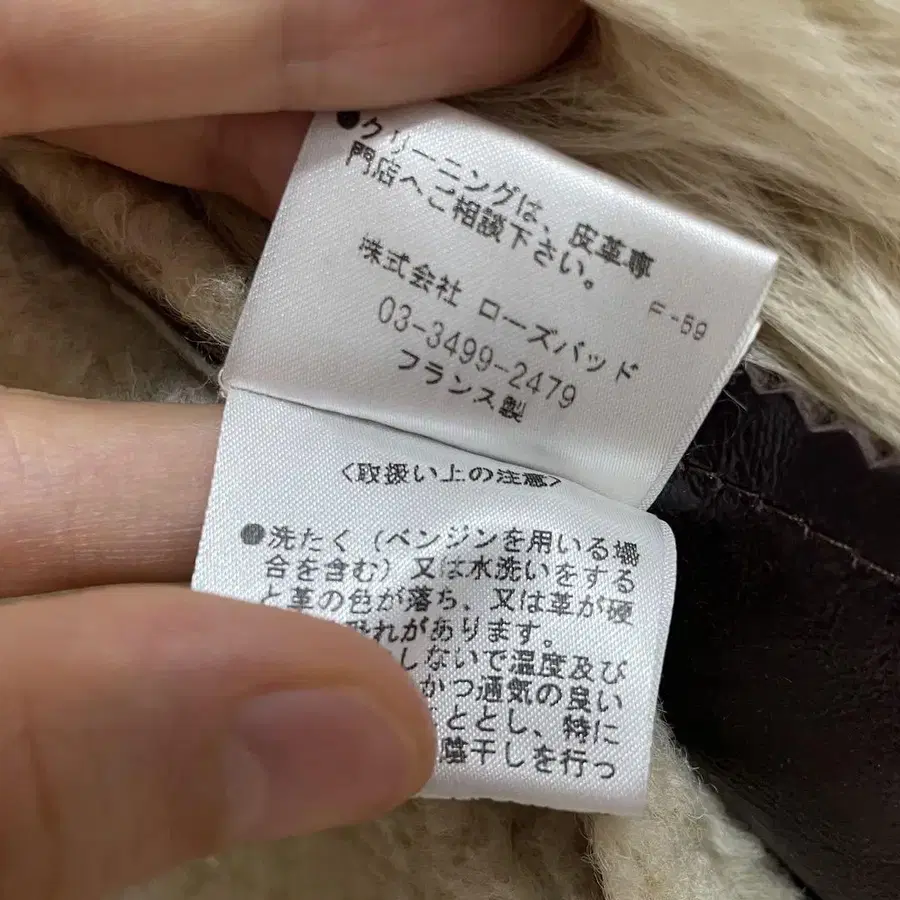 ●クリーニングは、皮革専
門店へご相談下さい。
F-59
株式会社 ローズバッド
03-3499-2479
フランス製
<取扱い上の注意>
●洗たく（ベンジンを用いる場
合を含む）又は水洗いをする
と革の色が落ち、又は革が硬
れがあります。
しないで温度及び
かつ通気の良い
ととし、特に
陰干しを行っ